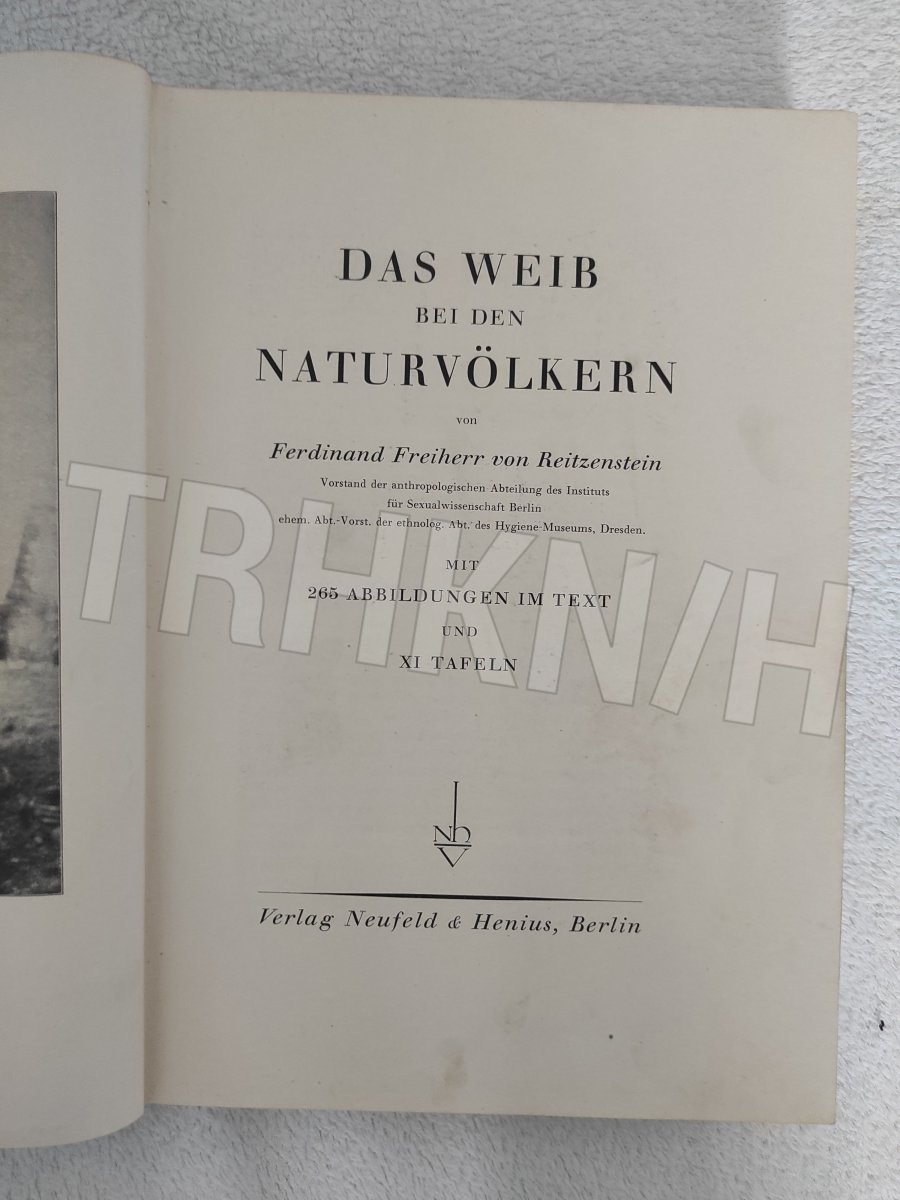 DAS WEIB
BEI DEN
NATURVÖLKERN
von
Ferdinand Freiherr von Reitzenstein
Vorstand der anthropologischen Abteilung des Instituts
für Sexualwissenschaft Berlin
ehem. Abt.-Vorst. der ethnolog. Abt. des Hygiene-Museums, Dresden.
TRHKN/H
MIT
265 ABBILDUNGEN IM TEXT
UND
XI TAFELN
NhV
Verlag Neufeld & Henius, Berlin